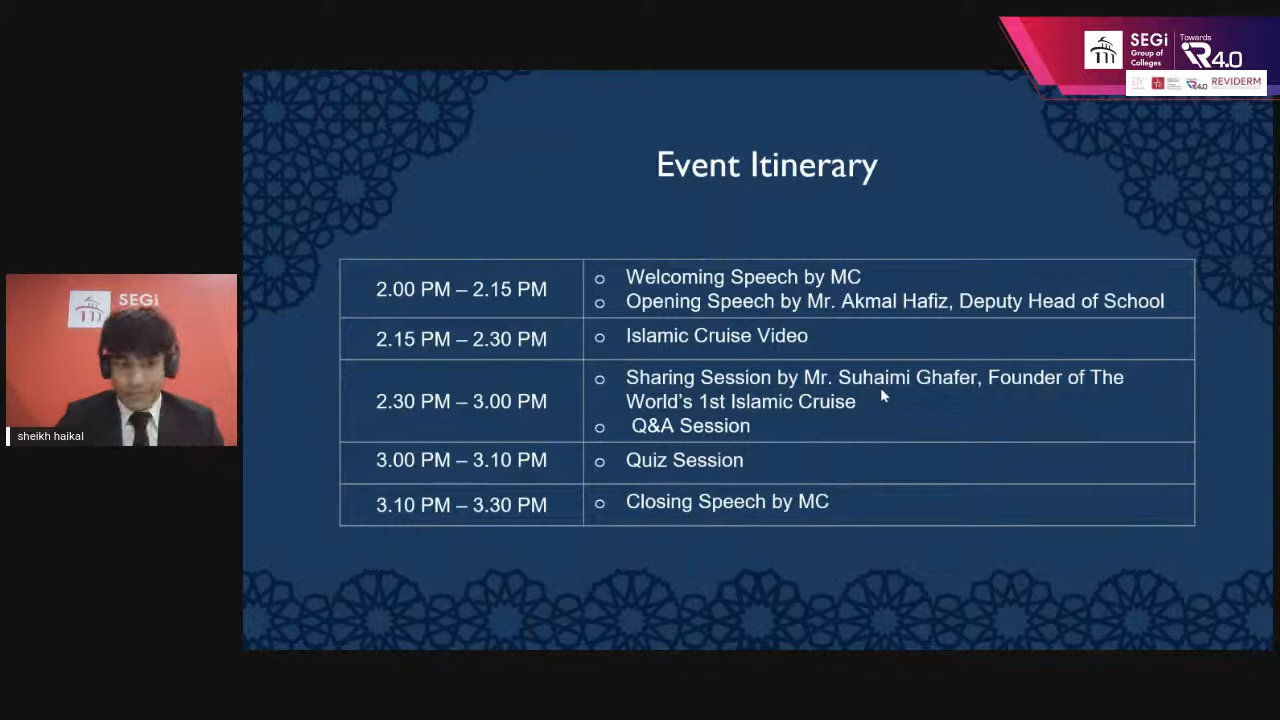 SEGi
Group of
Colleges
Towards
iR4.0
REVIDERM
Event Itinerary
2.00 PM – 2.15 PM
o Welcoming Speech by MC
o Opening Speech by Mr. Akmal Hafiz, Deputy Head of School
2.15 PM – 2.30 PM
o Islamic Cruise Video
2.30 PM – 3.00 PM
o Sharing Session by Mr. Suhaimi Ghafer, Founder of The
World's 1st Islamic Cruise
o Q&A Session
3.00 PM – 3.10 PM
o Quiz Session
3.10 PM – 3.30 PM
o Closing Speech by MC
SEGi
sheikh haikal